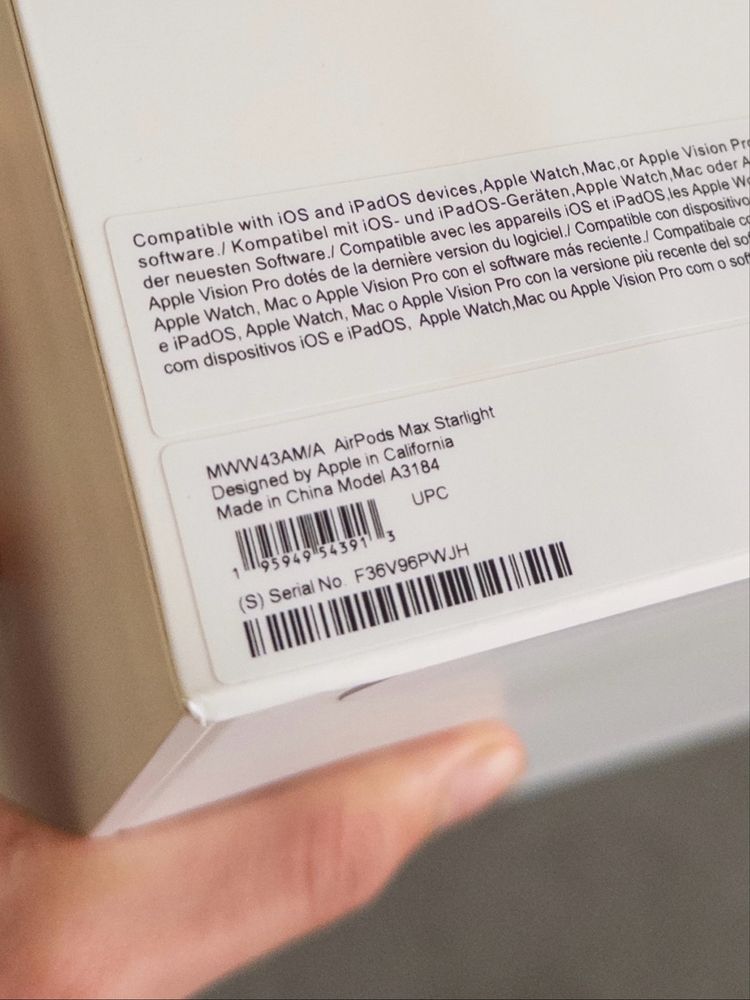 Compatible with iOS and iPadOS devices,Apple Watch,Mac,or Apple Vision
software./ Kompatibel mit iOS- und iPadOS-Geräten,Apple Watch,Mac oder
der neuesten Software./ Compatible avec les appareils iOS et iPadOS,les Apple
Apple Vision Pro dotés de la dernière version du logiciel./ Compatible con
Apple Watch, Mac o Apple Vision Pro con el software más reciente./ Compatibale
e iPadOS, Apple Watch, Mac o Apple Vision Pro con la versione più recente del
com dispositivos iOS e iPadOS, Apple Watch,Mac ou Apple Vision Pro com o
MWW43AM/A AirPods Max Starlight
Designed by Apple in California
Made in China Model A3184
UPC
1 95949 54391 3
(S) Serial No. F36V96PWJH